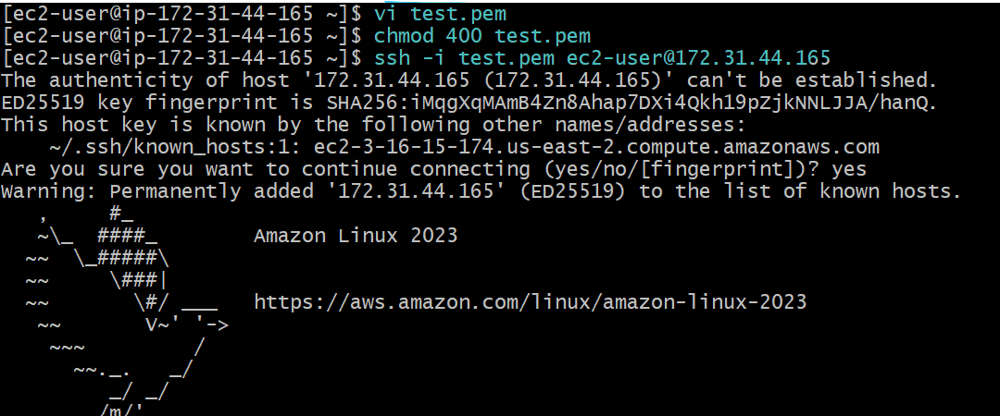 [ec2-user@ip-172-31-44-165 ~]$ vi test.pem
[ec2-user@ip-172-31-44-165 ~]$ chmod 400 test.pem
[ec2-user@ip-172-31-44-165 ~]$ ssh -i test.pem ec2-user@172.31.44.165
The authenticity of host '172.31.44.165 (172.31.44.165)' can't be established.
ED25519 key fingerprint is SHA256:iMqgXqMAmB4Zn8Ahap7DXi4Qkh19pZjkNNLJJA/hanQ.
This host key is known by the following other names/addresses:
    ~/.ssh/known_hosts:1: ec2-3-16-15-174.us-east-2.compute.amazonaws.com
Are you sure you want to continue connecting (yes/no/[fingerprint])? yes
Warning: Permanently added '172.31.44.165' (ED25519) to the list of known hosts.
   ,     #_
   ~\_  ####_        Amazon Linux 2023
  ~~  \_#####\
  ~~     \###|
  ~~       \#/ ___   https://aws.amazon.com/linux/amazon-linux-2023
   ~~       V~' '->
    ~~~         /
      ~~._.   _/
         _/ _/
        /m/'